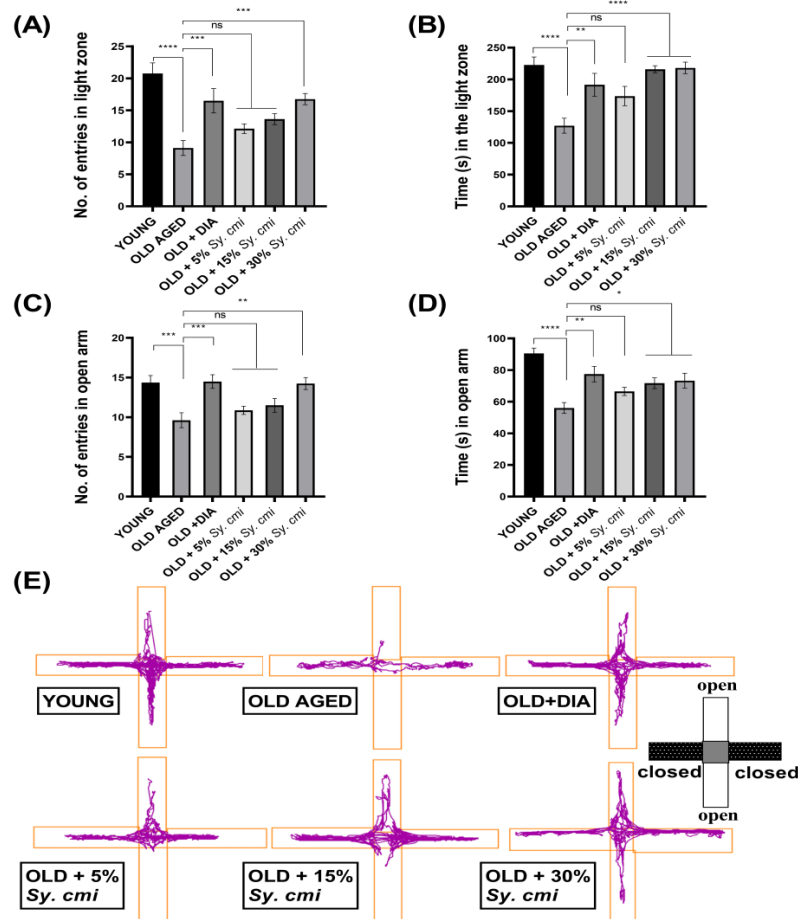 (A)
No. of entries in light zone
25
20
15
10
5
0
****
***
ns
***
YOUNG
OLD AGED
OLD + DIA
OLD + 5% Sy. cmi
OLD + 15% Sy. cmi
OLD + 30% Sy. cmi
(B)
Time (s) in the light zone
250
200
150
100
50
0
****
**
ns
****
YOUNG
OLD AGED
OLD + DIA
OLD + 5% Sy. cmi
OLD + 15% Sy. cmi
OLD + 30% Sy. cmi
(C)
No. of entries in open arm
20
15
10
5
0
***
***
ns
**
YOUNG
OLD AGED
OLD +DIA
OLD + 5% Sy. cmi
OLD + 15% Sy. cmi
OLD + 30% Sy. cmi
(D)
Time (s) in open arm
100
80
60
40
20
0
****
**
ns
*
YOUNG
OLD AGED
OLD +DIA
OLD + 5% Sy. cmi
OLD + 15% Sy. cmi
OLD + 30% Sy. cmi
(E)
YOUNG
OLD AGED
OLD+DIA
open
closed
closed
open
OLD + 5%
Sy. cmi
OLD + 15%
Sy. cmi
OLD + 30%
Sy. cmi